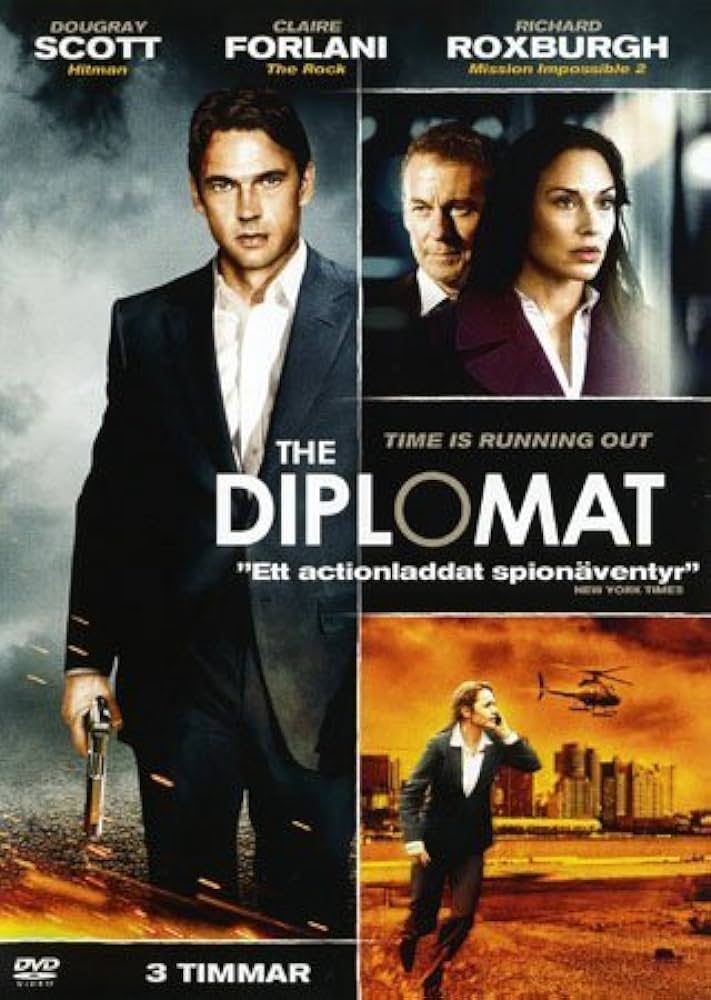 DOUGRAY SCOTT
Hitman
CLAIRE FORLANI
The Rock
RICHARD ROXBURGH
Mission Impossible 2
TIME IS RUNNING OUT
THE
DIPLOMAT
”Ett actionladdat spionäventyr”
NEW YORK TIMES
DVD
VIDEO
3 TIMMAR